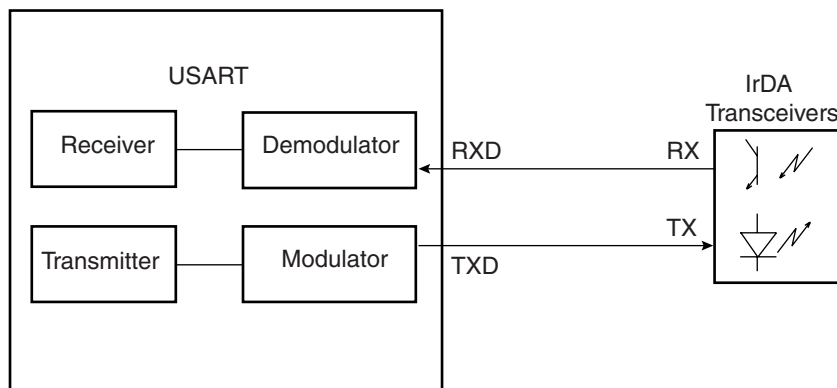 USART
IrDA
Transceivers
Receiver
Demodulator
RXD
RX
Transmitter
Modulator
TX
TXD